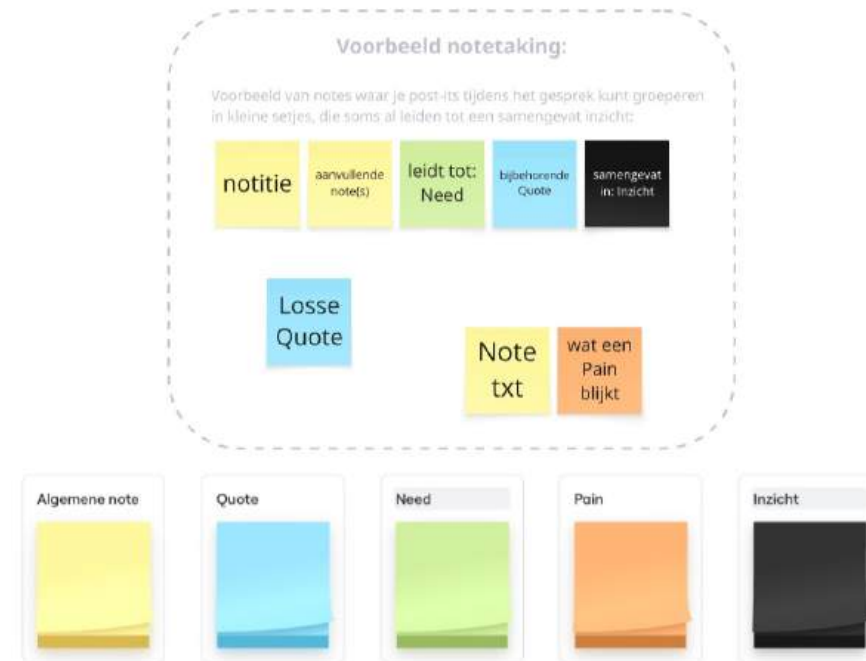 Voorbeeld notetaking:
Voorbeeld van notes waar je post-its tijdens het gesprek kunt groeperen
in kleine setjes, die soms al leiden tot een samengevat inzicht:
notitie
aanvullende
note(s)
leidt tot:
Need
bijbehorende
Quote
samengevat
in: Inzicht
Losse
Quote
Note
txt
wat een
Pain
blijkt
Algemene note
Quote
Need
Pain
Inzicht